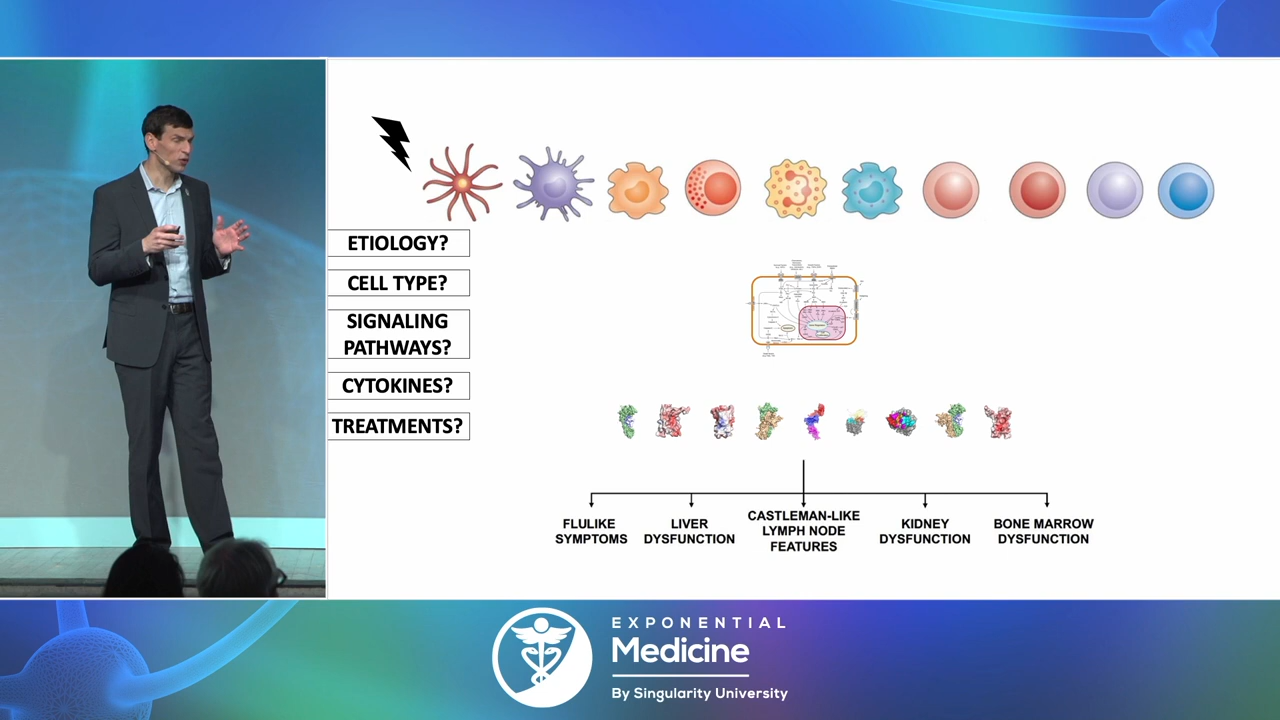 ETIOLOGY?
CELL TYPE?
SIGNALING
PATHWAYS?
CYTOKINES?
TREATMENTS?
FLULIKE
SYMPTOMS
LIVER
DYSFUNCTION
CASTLEMAN-LIKE
LYMPH NODE
FEATURES
KIDNEY
DYSFUNCTION
BONE MARROW
DYSFUNCTION
EXPONENTIAL
Medicine
By Singularity University